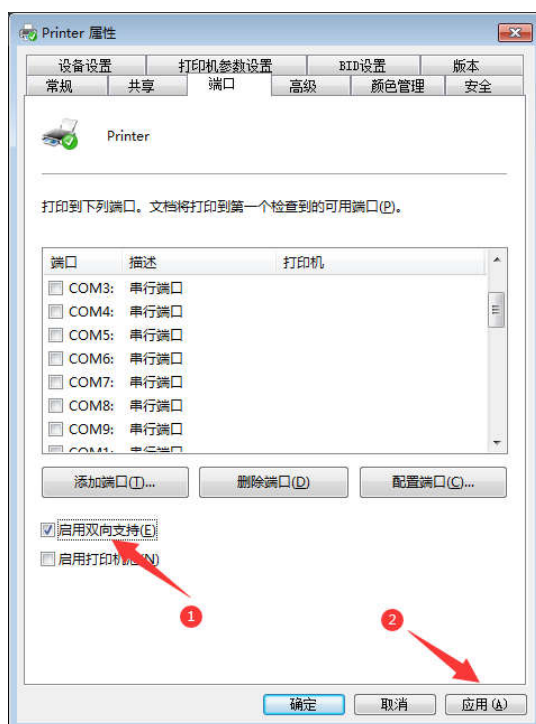 Printer 属性
设备设置 打印机参数设置 BID设置 版本
常规 共享 端口 高级 颜色管理 安全
Printer
打印到下列端口。文档将打印到第一个检查到的可用端口(P)。
端口 描述 打印机
COM3: 串行端口
COM4: 串行端口
COM5: 串行端口
COM6: 串行端口
COM7: 串行端口
COM8: 串行端口
COM9: 串行端口
COM1: 串行端口
添加端口(T)... 删除端口(D) 配置端口(C)...
启用双向支持(E)
启用打印机池(N)
1
2
确定 取消 应用(A)